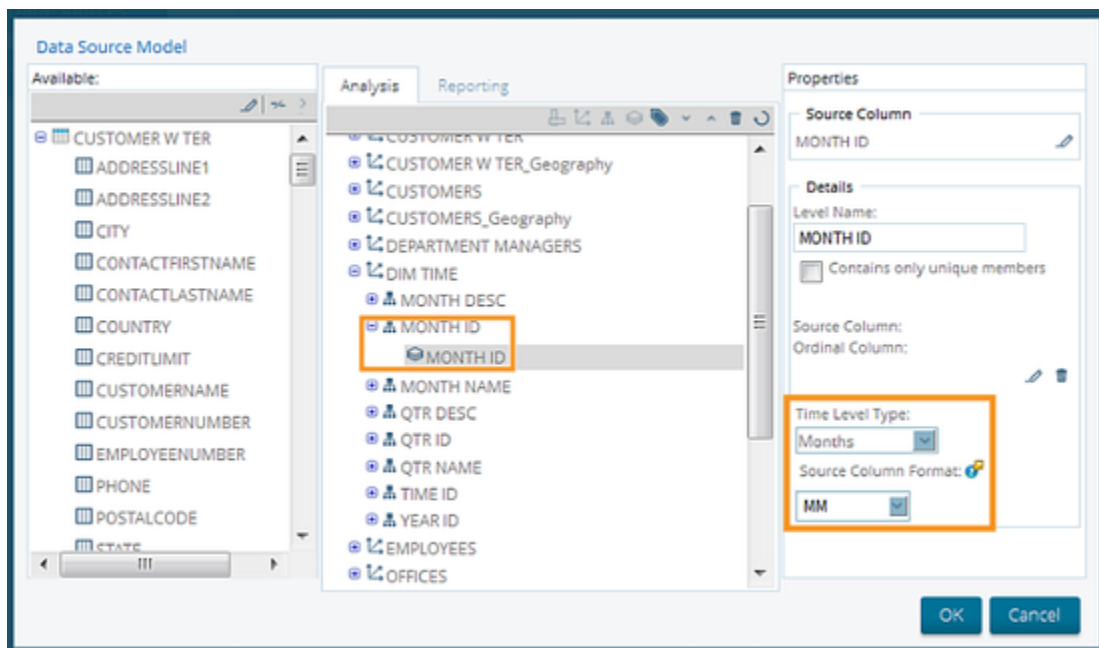 Data Source Model
Available:
CUSTOMER W TER
ADDRESSLINE1
ADDRESSLINE2
CITY
CONTACTFIRSTNAME
CONTACTLASTNAME
COUNTRY
CREDITLIMIT
CUSTOMERNAME
CUSTOMERNUMBER
EMPLOYEENUMBER
PHONE
POSTALCODE
STATE
Analysis Reporting
CUSTOMER W TER
CUSTOMER W TER_Geography
CUSTOMERS
CUSTOMERS_Geography
DEPARTMENT MANAGERS
DIM TIME
MONTH DESC
MONTH ID
MONTH ID
MONTH NAME
QTR DESC
QTR ID
QTR NAME
TIME ID
YEAR ID
EMPLOYEES
OFFICES
Properties
Source Column
MONTH ID
Details
Level Name:
MONTH ID
Contains only unique members
Source Column:
Ordinal Column:
Time Level Type:
Months
Source Column Format:
MM
OK Cancel